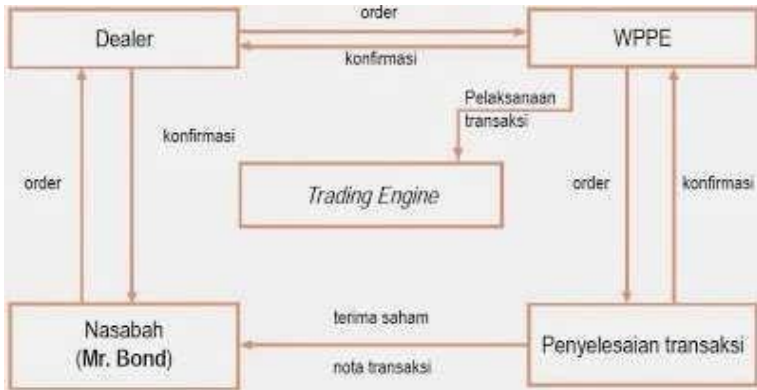 order
Dealer
WPPE
konfirmasi
Pelaksanaan
transaksi
konfirmasi
order
Trading Engine
order
konfirmasi
Nasabah
(Mr. Bond)
terima saham
nota transaksi
Penyelesaian transaksi